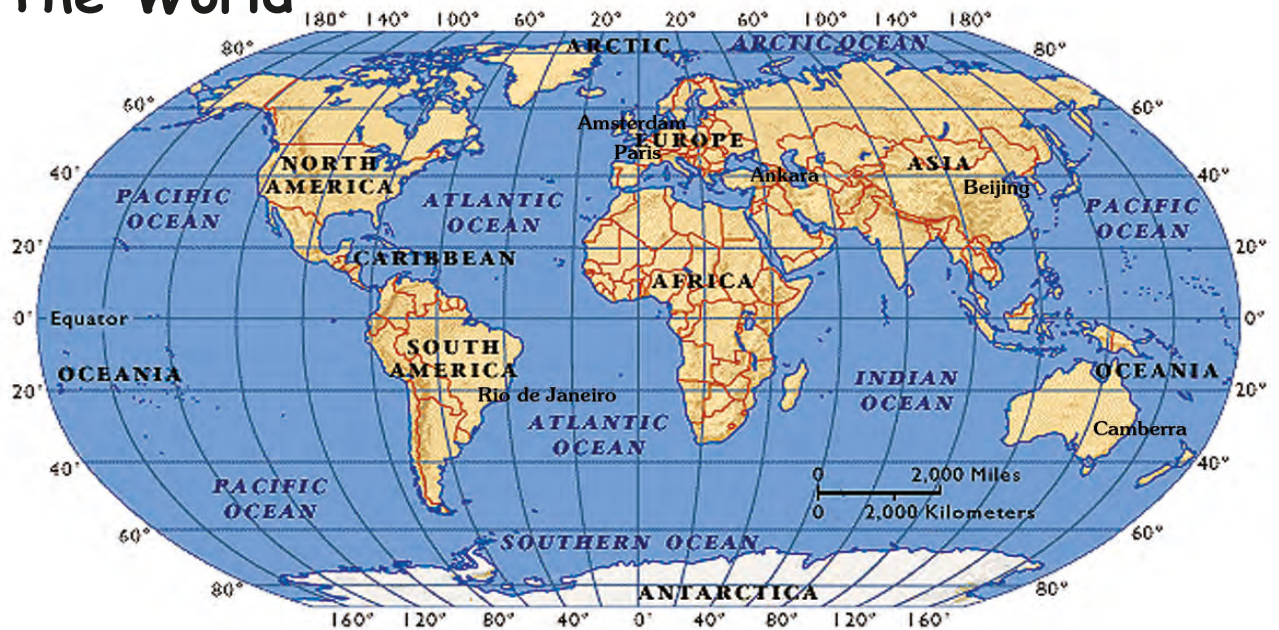 The World
180° 140° 100° 60° 20° 20° 60° 100° 140° 180°
80° ARCTIC ARCTIC OCEAN 80°
60° 60°
Amsterdam
EUROPE
Paris
NORTH
AMERICA
ASIA
40° Ankara 40°
Beijing
PACIFIC
OCEAN
ATLANTIC
OCEAN
PACIFIC
OCEAN
20° 20°
CARIBBEAN
AFRICA
0° Equator 0°
SOUTH
AMERICA
OCEANIA
OCEANIA
INDIAN
OCEAN
20° 20°
Rio de Janeiro
ATLANTIC
OCEAN
Camberra
40° 40°
0 2,000 Miles
0 2,000 Kilometers
PACIFIC
OCEAN
60° 60°
SOUTHERN OCEAN
80° 80°
ANTARCTICA
160° 120° 80° 40° 0° 40° 80° 120° 160°